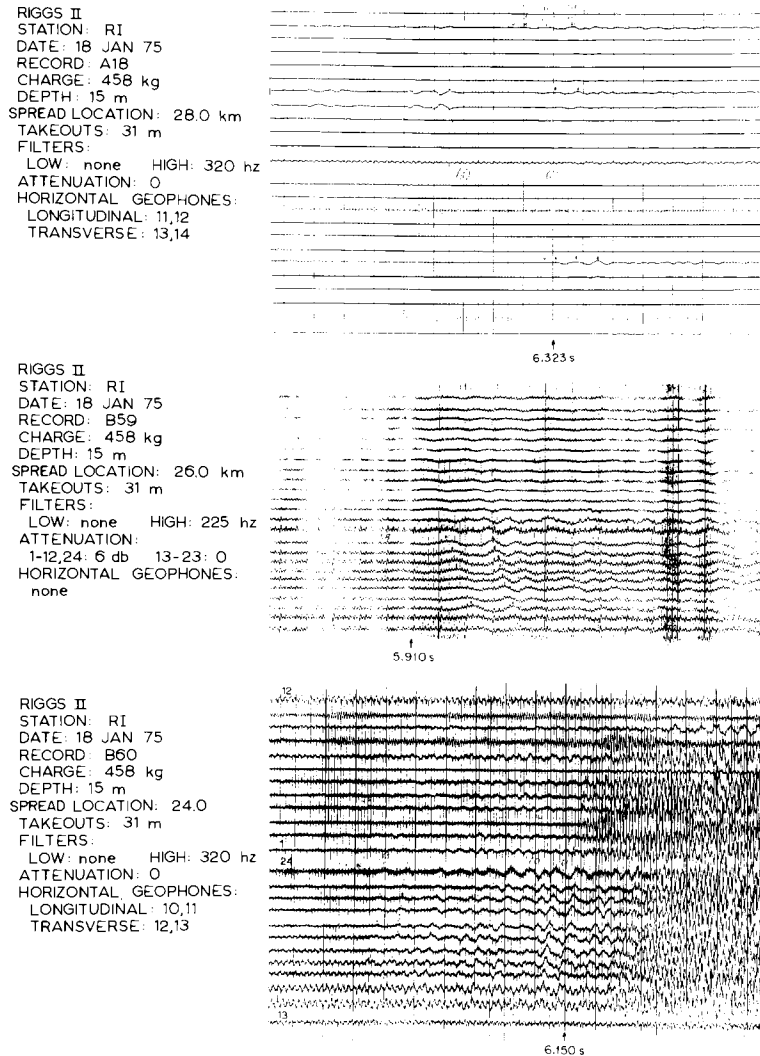 RIGGS II
STATION: RI
DATE: 18 JAN 75
RECORD: A18
CHARGE: 458 kg
DEPTH: 15 m
SPREAD LOCATION: 28.0 km
TAKEOUTS: 31 m
FILTERS:
LOW: none HIGH: 320 hz
ATTENUATION: 0
HORIZONTAL GEOPHONES:
LONGITUDINAL: 11,12
TRANSVERSE: 13,14
6.323 s
RIGGS II
STATION: RI
DATE: 18 JAN 75
RECORD: B59
CHARGE: 458 kg
DEPTH: 15 m
SPREAD LOCATION: 26.0 km
TAKEOUTS: 31 m
FILTERS:
LOW: none HIGH: 225 hz
ATTENUATION:
1-12,24: 6 db 13-23: 0
HORIZONTAL GEOPHONES:
none
5.910 s
RIGGS II
STATION: RI
DATE: 18 JAN 75
RECORD: B60
CHARGE: 458 kg
DEPTH: 15 m
SPREAD LOCATION: 24.0
TAKEOUTS: 31 m
FILTERS:
LOW: none HIGH: 320 hz
ATTENUATION: 0
HORIZONTAL GEOPHONES:
LONGITUDINAL: 10,11
TRANSVERSE: 12,13
12
1
24
13
6.150 s